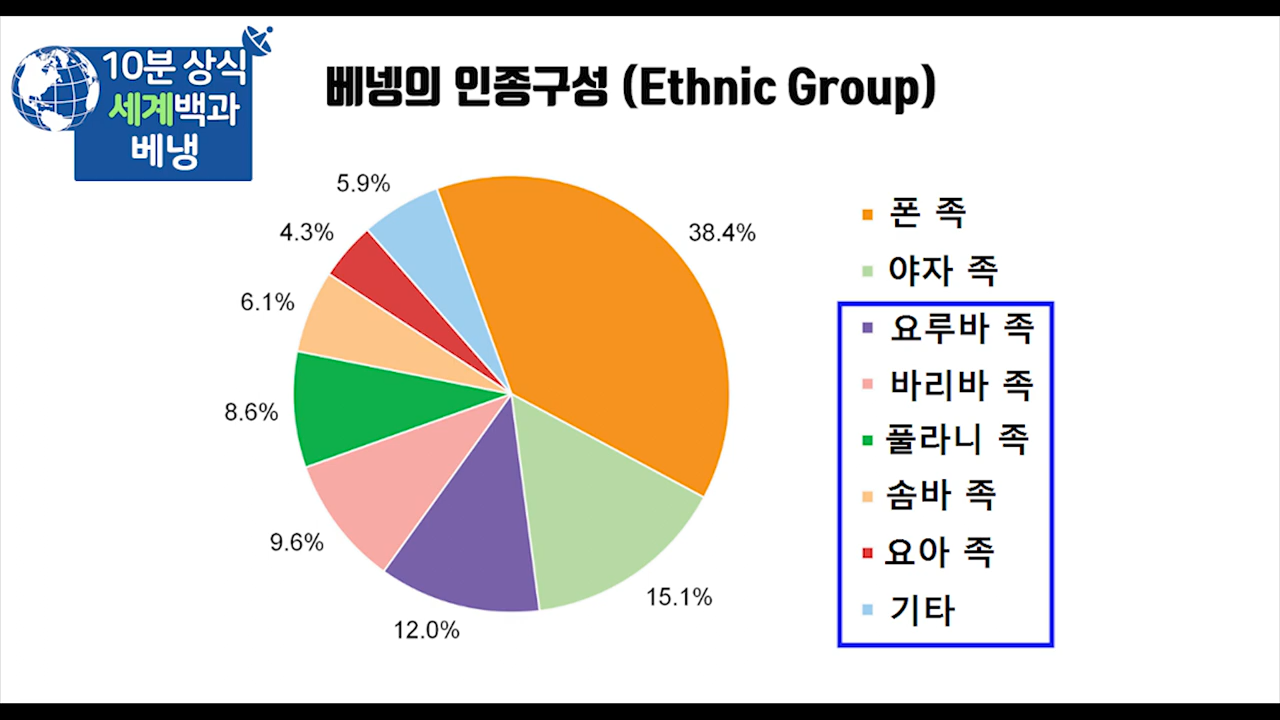 10분 상식
세계백과
베냉
베넹의 인종구성 (Ethnic Group)
5.9%
4.3%
6.1%
8.6%
9.6%
12.0%
15.1%
38.4%
폰 족
야자 족
요루바 족
바리바 족
풀라니 족
솜바 족
요아 족
기타